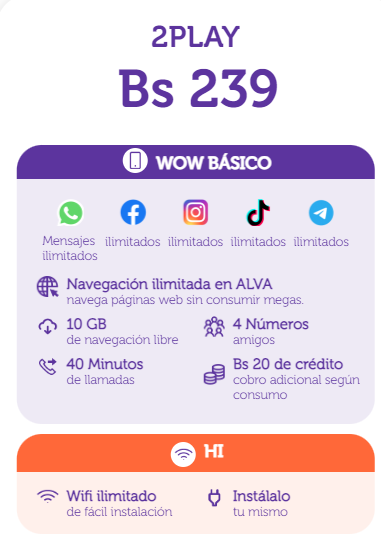 2PLAY
Bs 239
WOW BÁSICO
Mensajes ilimitados
ilimitados
ilimitados
ilimitados
ilimitados
Navegación ilimitada en ALVA
navega páginas web sin consumir megas.
10 GB
de navegación libre
4 Números
amigos
40 Minutos
de llamadas
Bs 20 de crédito
cobro adicional según
consumo
HI
Wifi ilimitado
de fácil instalación
Instálalo
tu mismo